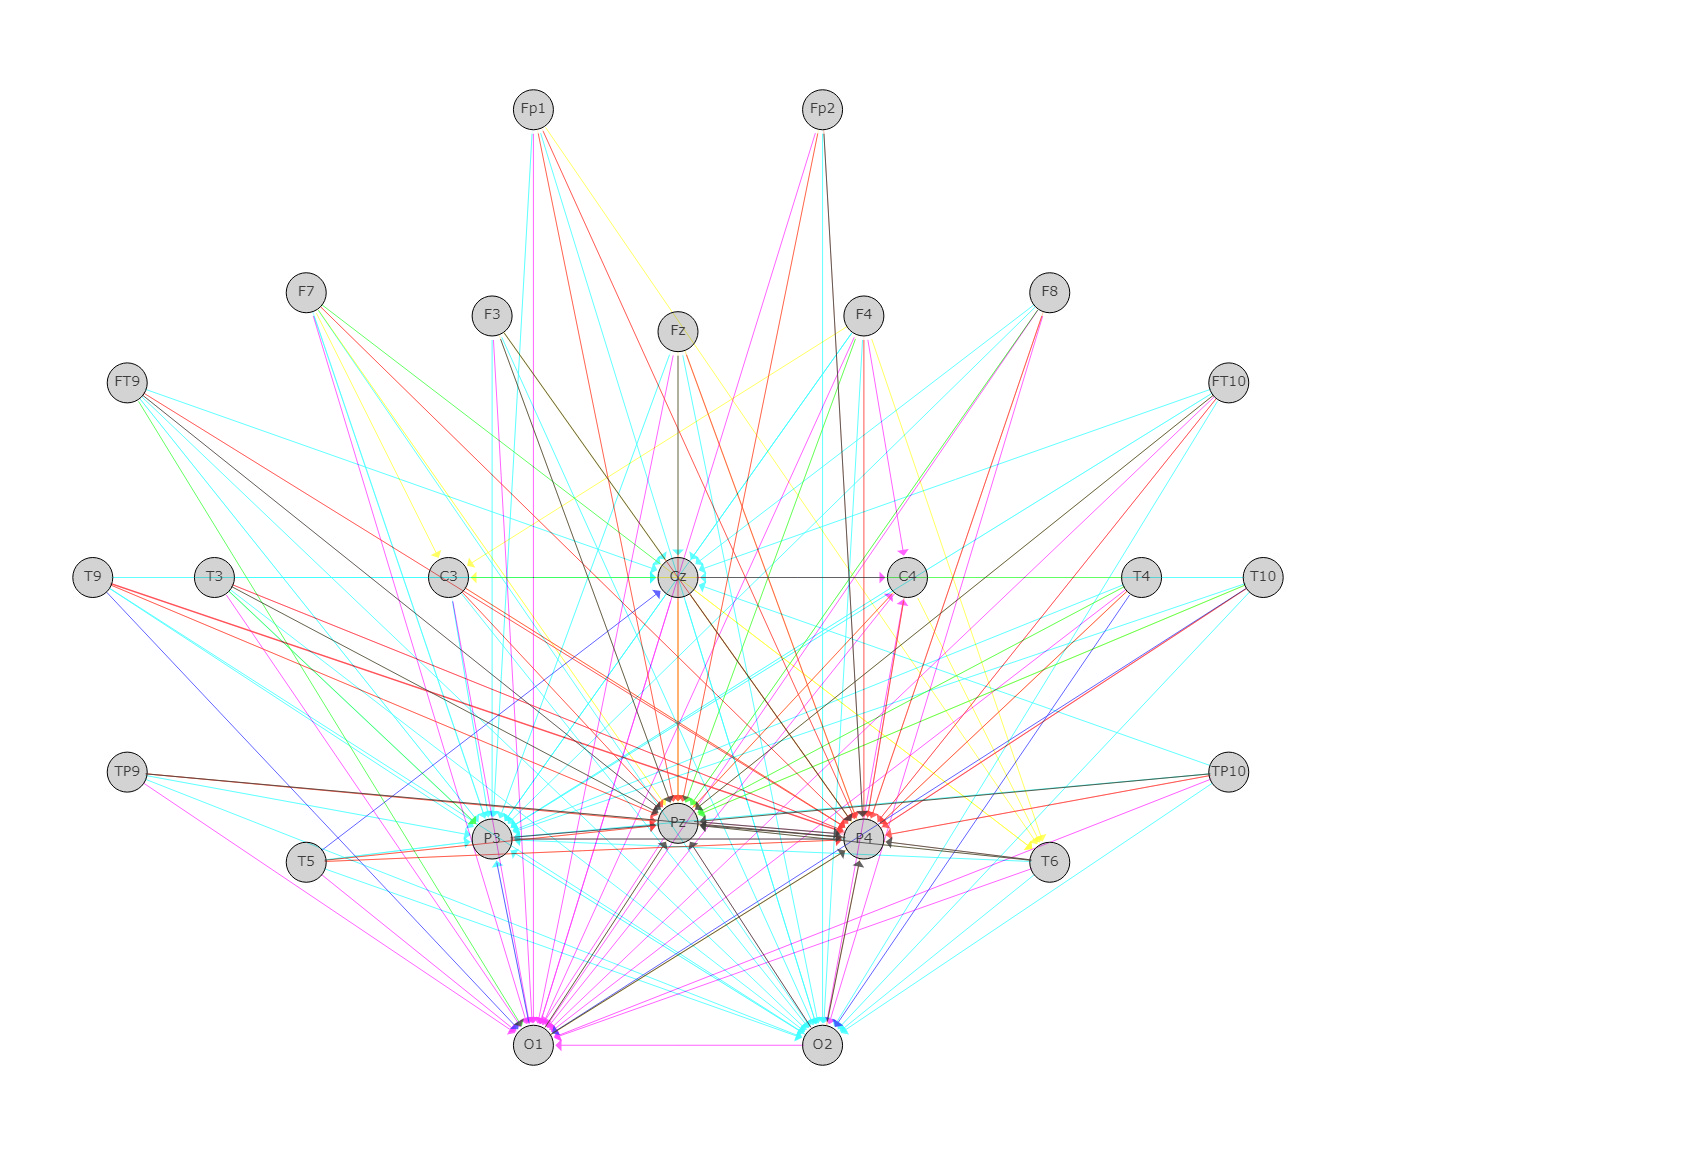 Fp1 Fp2
F7 F3 Fz F4 F8
FT9 FT10
T9 T3 C3 Cz C4 T4 T10
TP9 TP10
T5 P3 Pz P4 T6
O1 O2